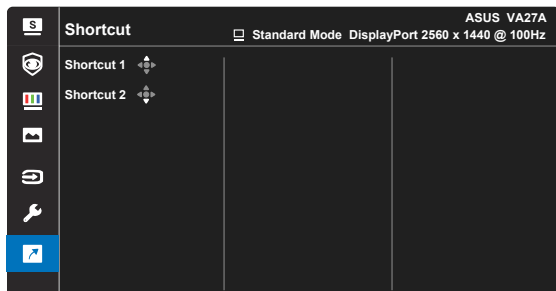 S
ASUS VA27A
Shortcut
Standard Mode DisplayPort 2560 x 1440 @ 100Hz
Shortcut 1
Shortcut 2